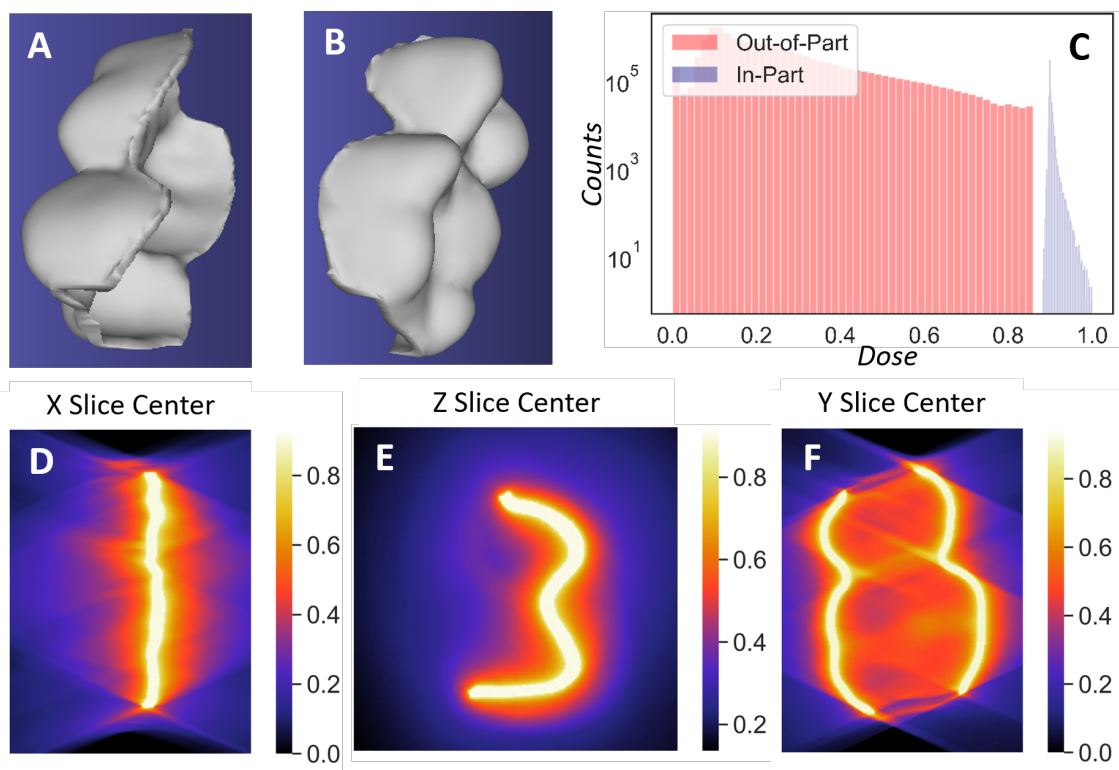 A
B
C
Out-of-Part
In-Part
10^5
10^3
10^1
Counts
0.0 0.2 0.4 0.6 0.8 1.0
Dose
X Slice Center
Z Slice Center
Y Slice Center
D
0.8
0.6
0.4
0.2
0.0
E
0.8
0.6
0.4
0.2
F
0.8
0.6
0.4
0.2
0.0